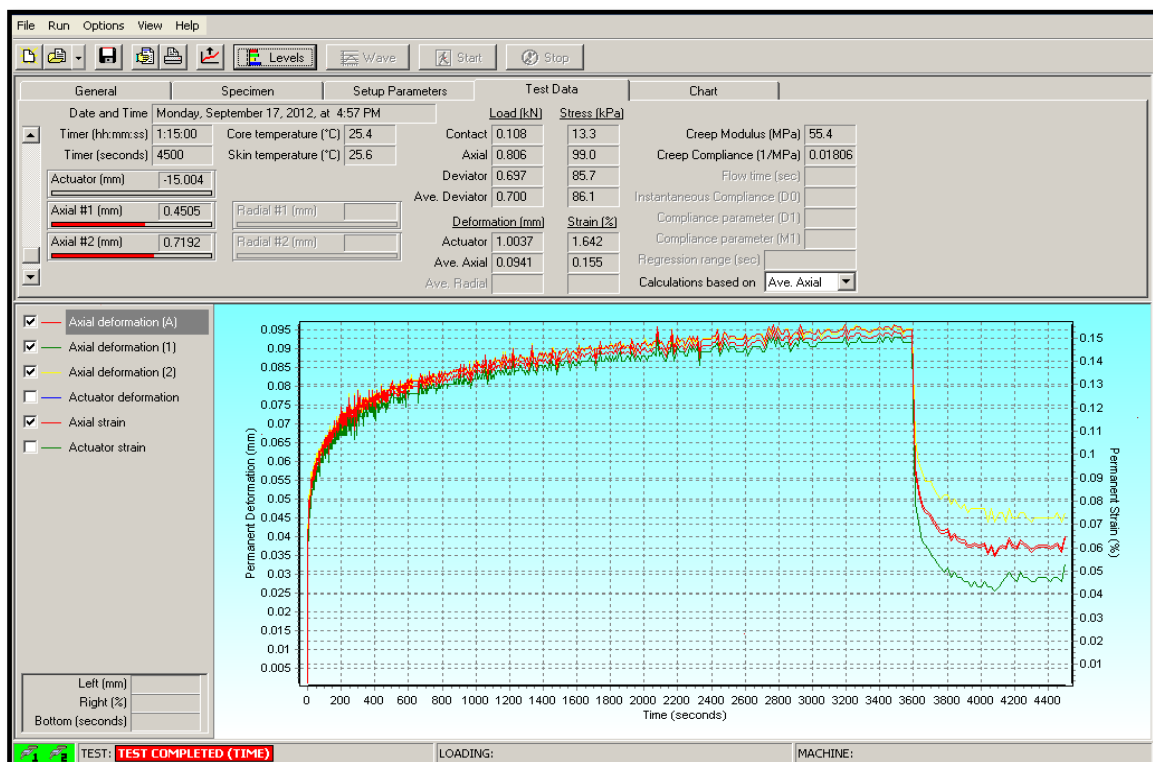 File Run Options View Help
Levels Wave Start Stop
General Specimen Setup Parameters Test Data Chart
Date and Time Monday, September 17, 2012, at 4:57 PM Load (kN) Stress (kPa)
Timer (hh:mm:ss) 1:15:00 Core temperature (°C) 25.4 Contact 0.108 13.3 Creep Modulus (MPa) 55.4
Timer (seconds) 4500 Skin temperature (°C) 25.6 Axial 0.806 99.0 Creep Compliance (1/MPa) 0.01806
Actuator (mm) -15.004 Deviator 0.697 85.7 Flow time (sec)
Ave. Deviator 0.700 86.1 Instantaneous Compliance (D0)
Axial #1 (mm) 0.4505 Radial #1 (mm) Deformation (mm) Strain (%) Compliance parameter (D1)
Axial #2 (mm) 0.7192 Radial #2 (mm) Actuator 1.0037 1.642 Compliance parameter (M1)
Ave. Axial 0.0941 0.155 Regression range (sec)
Ave. Radial Calculations based on Ave. Axial
Axial deformation (A)
Axial deformation (1)
Axial deformation (2)
Actuator deformation
Axial strain
Actuator strain
Permanent Deformation (mm)
0.095
0.09
0.085
0.08
0.075
0.07
0.065
0.06
0.055
0.05
0.045
0.04
0.035
0.03
0.025
0.02
0.015
0.01
0.005
0.15
0.14
0.13
0.12
0.11
0.1
0.09
0.08
0.07
0.06
0.05
0.04
0.03
0.02
0.01
Permanent Strain (%)
0 200 400 600 800 1000 1200 1400 1600 1800 2000 2200 2400 2600 2800 3000 3200 3400 3600 3800 4000 4200 4400
Time (seconds)
Left (mm)
Right (%)
Bottom (seconds)
1 2 TEST: TEST COMPLETED (TIME) LOADING: MACHINE: